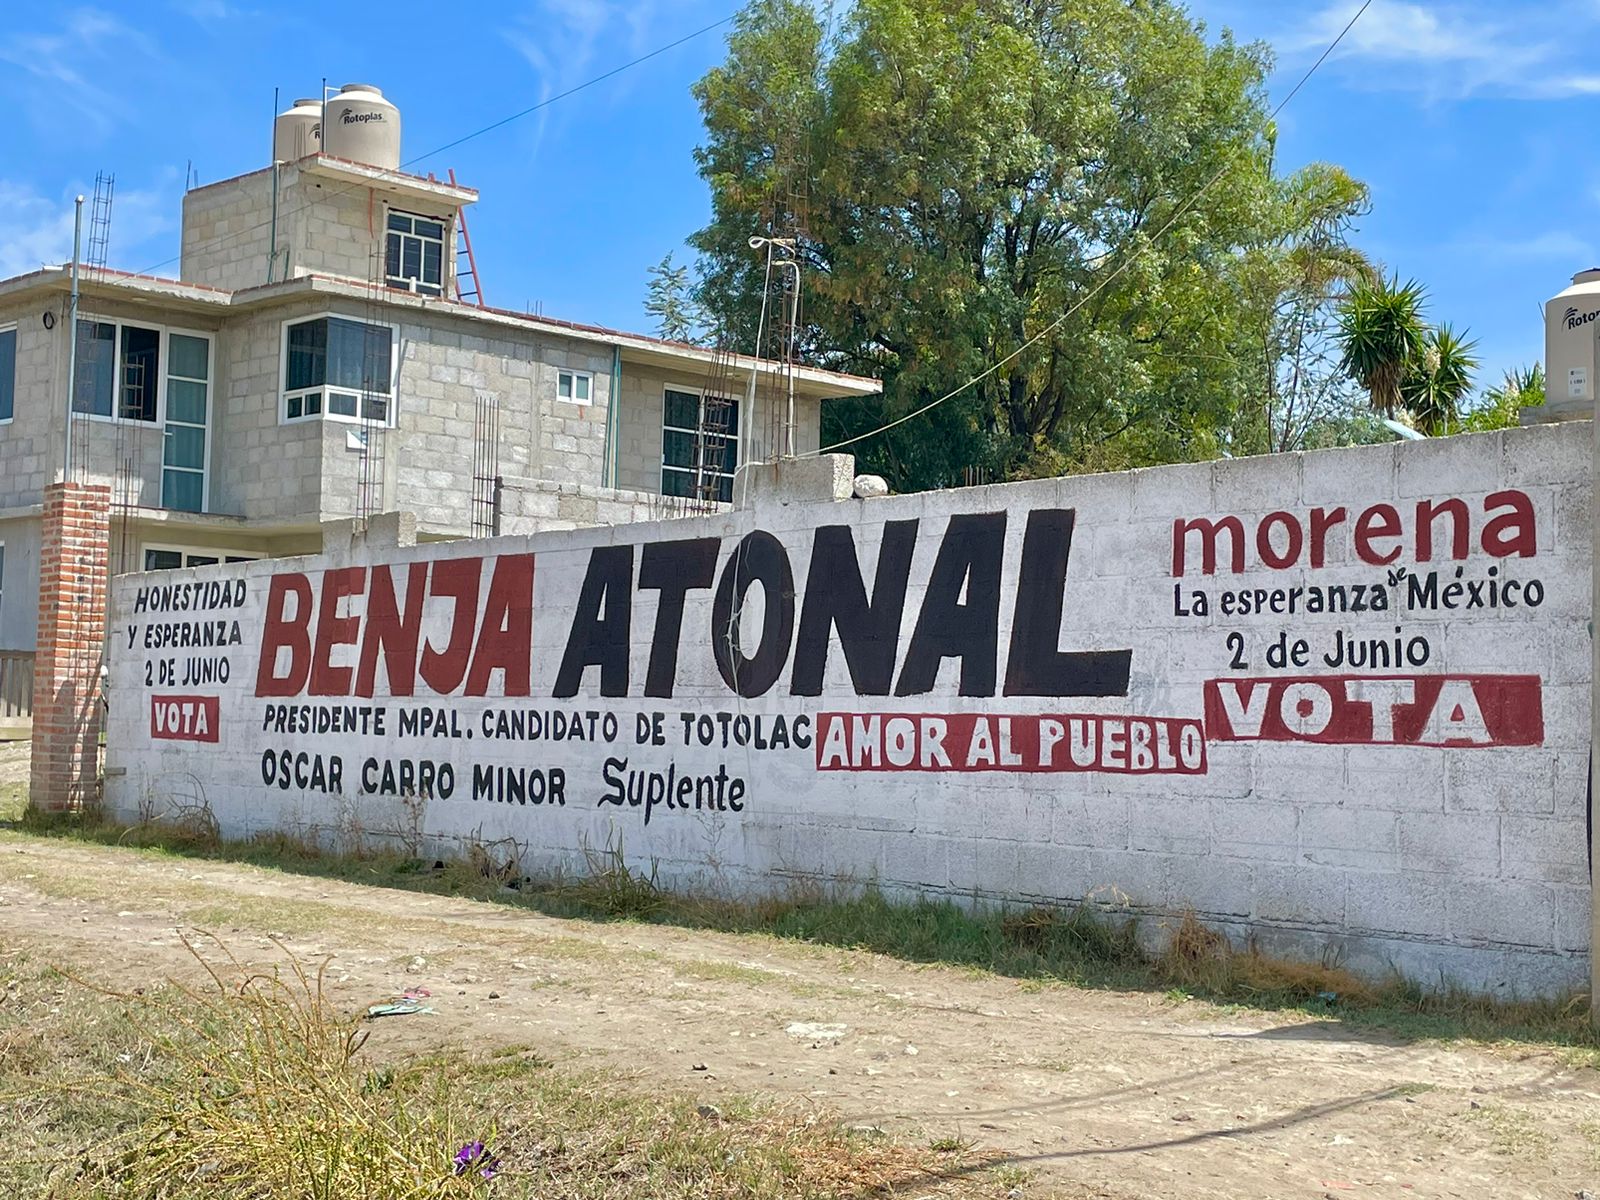 Rotoplas
Rotop
HONESTIDAD
Y ESPERANZA
2 DE JUNIO
VOTA
BENJA ATONAL
PRESIDENTE MPAL. CANDIDATO DE TOTOLAC
AMOR AL PUEBLO
OSCAR CARRO MINOR Suplente
morena
La esperanza de México
2 de Junio
VOTA